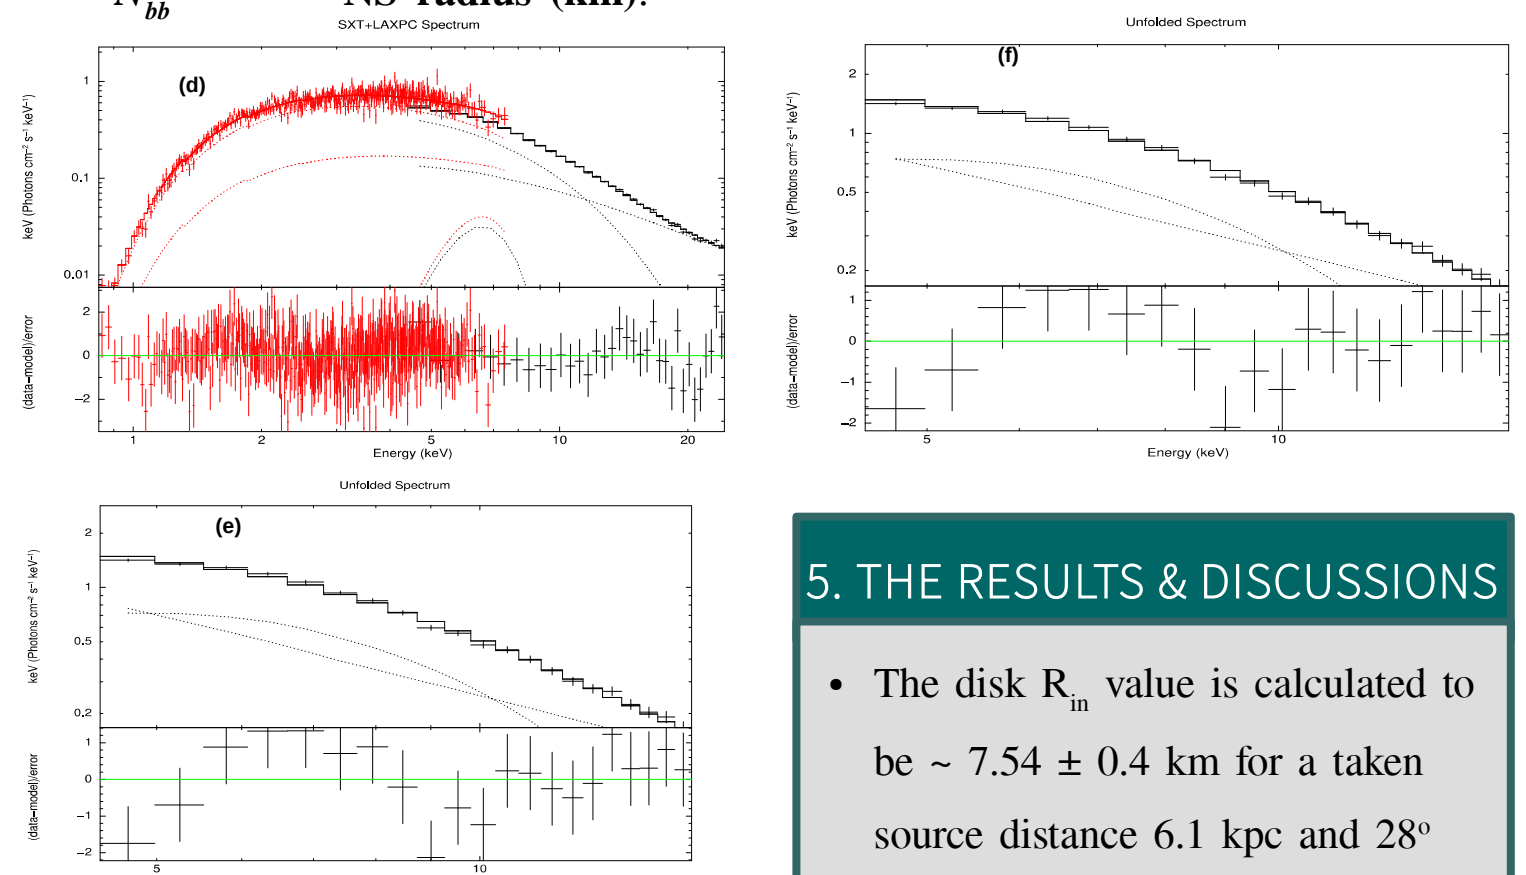 N_bb NS radius (km).
SXT+LAXPC Spectrum
(d)
keV (Photons cm⁻² s⁻¹ keV⁻¹)
1
0.1
0.01
(data−model)/error
2
0
−2
1 2 5 10 20
Energy (keV)
Unfolded Spectrum
(f)
keV (Photons cm⁻² s⁻¹ keV⁻¹)
2
1
0.5
0.2
(data−model)/error
1
0
−1
−2
5 10
Energy (keV)
Unfolded Spectrum
(e)
keV (Photons cm⁻² s⁻¹ keV⁻¹)
2
1
0.5
0.2
(data−model)/error
1
0
−1
−2
5 10
5. THE RESULTS & DISCUSSIONS
• The disk R_in value is calculated to
be ~ 7.54 ± 0.4 km for a taken
source distance 6.1 kpc and 28°